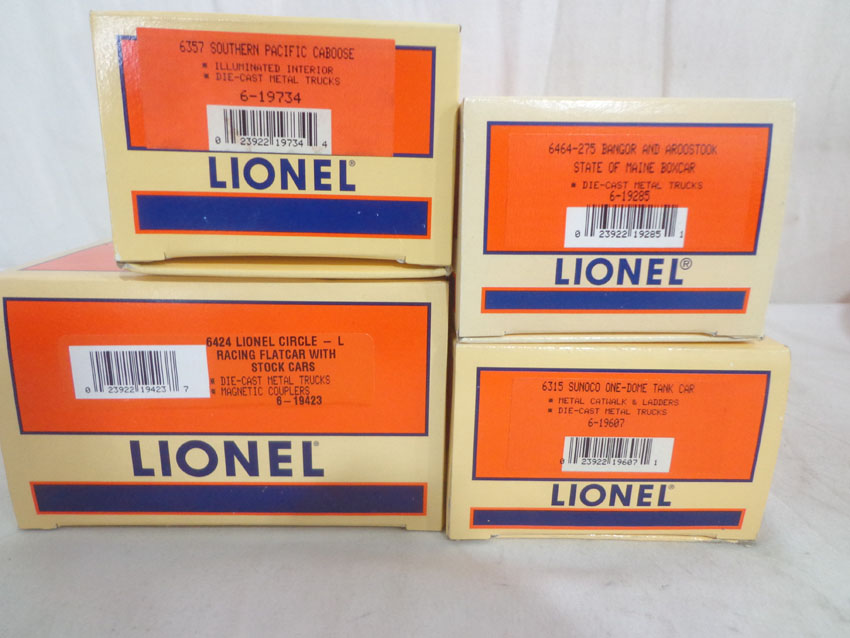 6357 SOUTHERN PACIFIC CABOOSE
* ILLUMINATED INTERIOR
* DIE-CAST METAL TRUCKS
6-19734
0 23922 19734 4
LIONEL®
6464-275 BANGOR AND AROOSTOOK
STATE OF MAINE BOXCAR
* DIE-CAST METAL TRUCKS
6-19285
0 23922 19285 1
LIONEL®
6424 LIONEL CIRCLE - L
RACING FLATCAR WITH
STOCK CARS
* DIE-CAST METAL TRUCKS
* MAGNETIC COUPLERS
6-19423
0 23922 19423 7
LIONEL®
6315 SUNOCO ONE-DOME TANK CAR
* METAL CATWALK & LADDERS
* DIE-CAST METAL TRUCKS
6-19607
0 23922 19607 1
LIONEL®